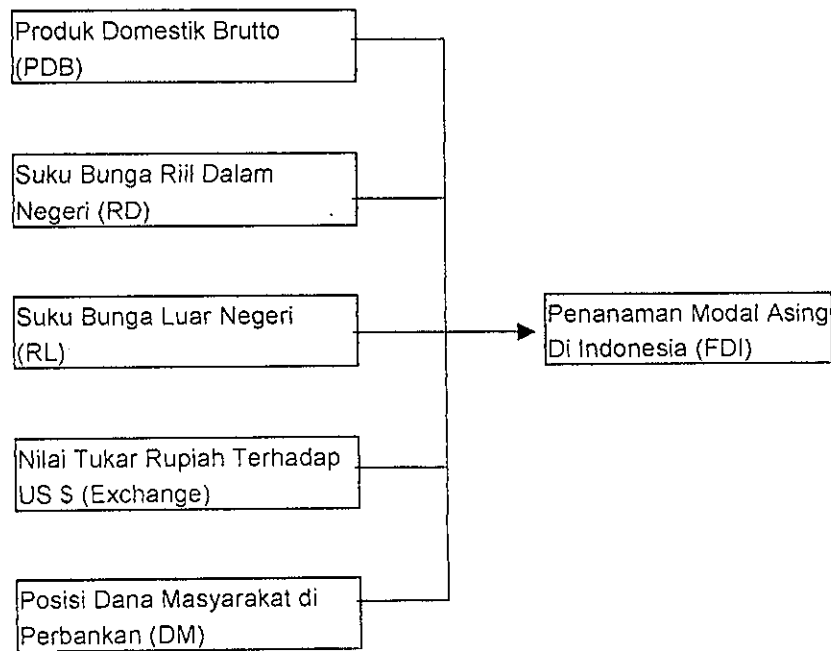 Produk Domestik Brutto
(PDB)
Suku Bunga Riil Dalam
Negeri (RD)
Suku Bunga Luar Negeri
(RL)
Penanaman Modal Asing
Di Indonesia (FDI)
Nilai Tukar Rupiah Terhadap
US $ (Exchange)
Posisi Dana Masyarakat di
Perbankan (DM)